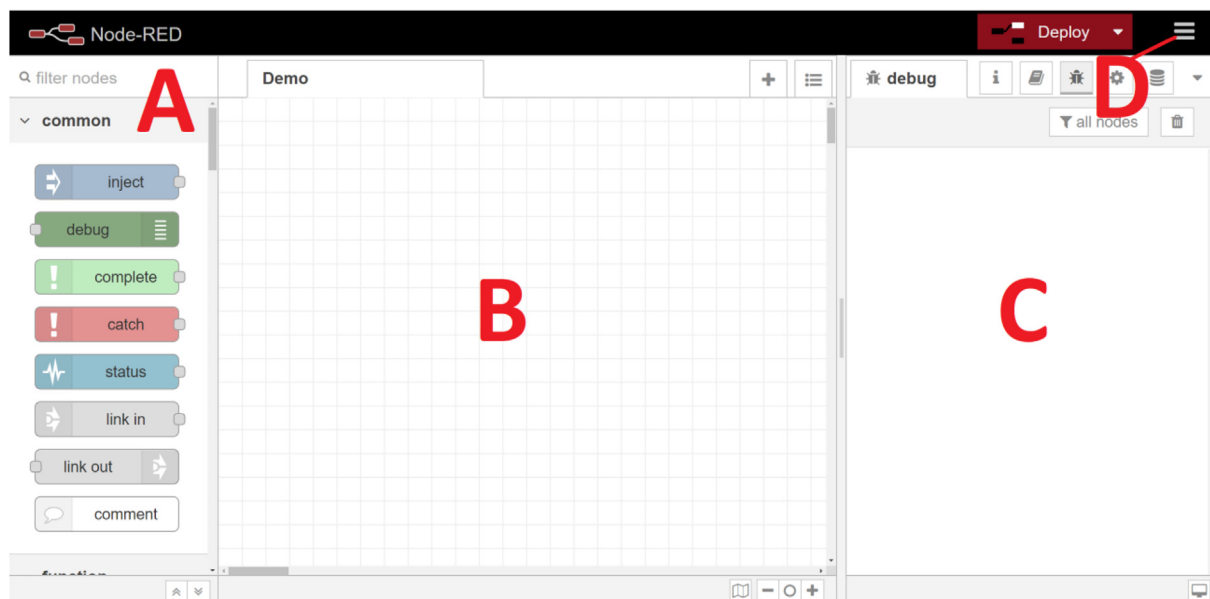 Node-RED
Deploy
filter nodes
A
Demo
debug
D
common
all nodes
inject
debug
complete
B
C
catch
status
link in
link out
comment
function